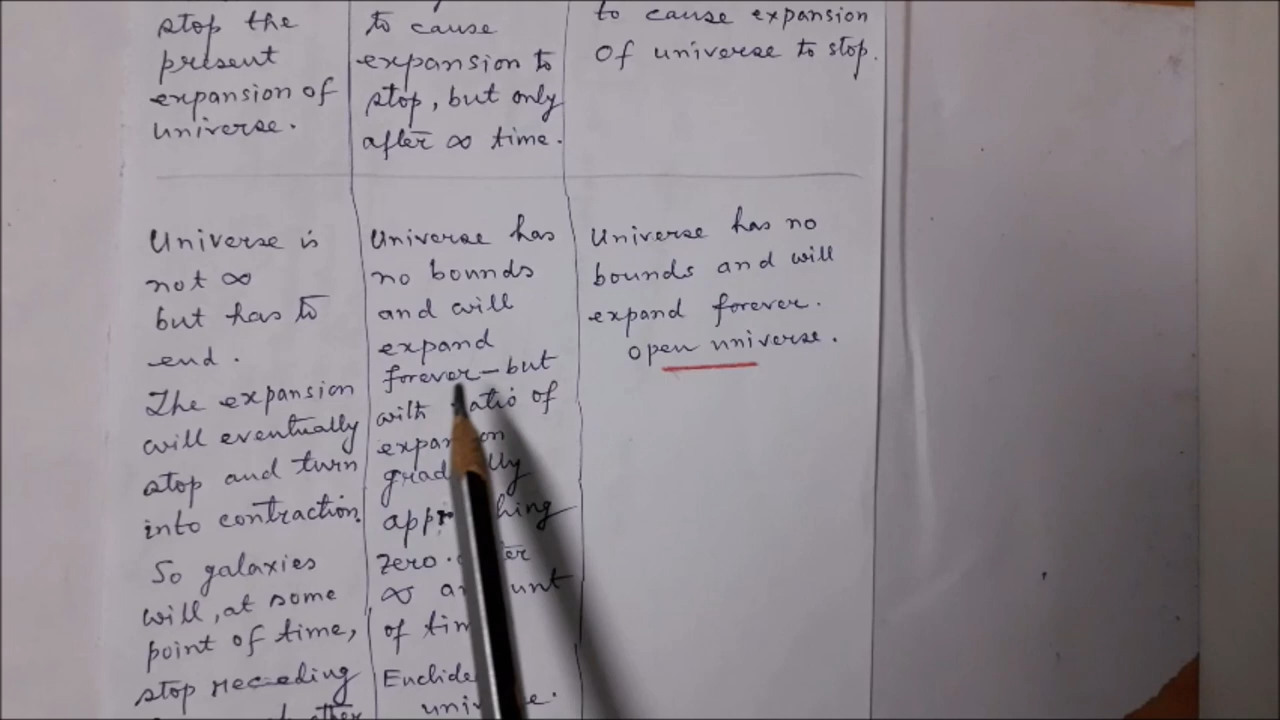 stop the
present
expansion of
universe.
Universe is
not ∞
but has to
end.
The expansion
will eventually
stop and turn
into contraction.
So galaxies
will, at some
point of time,
stop receding
to cause
expansion to
stop, but only
after ∞ time.
Universe has
no bounds
and will
expand
forever - but
with ratio of
gradually
zero.
∞
of
to cause expansion
of universe to stop.
Universe has no
bounds and will
expand forever.
open universe.